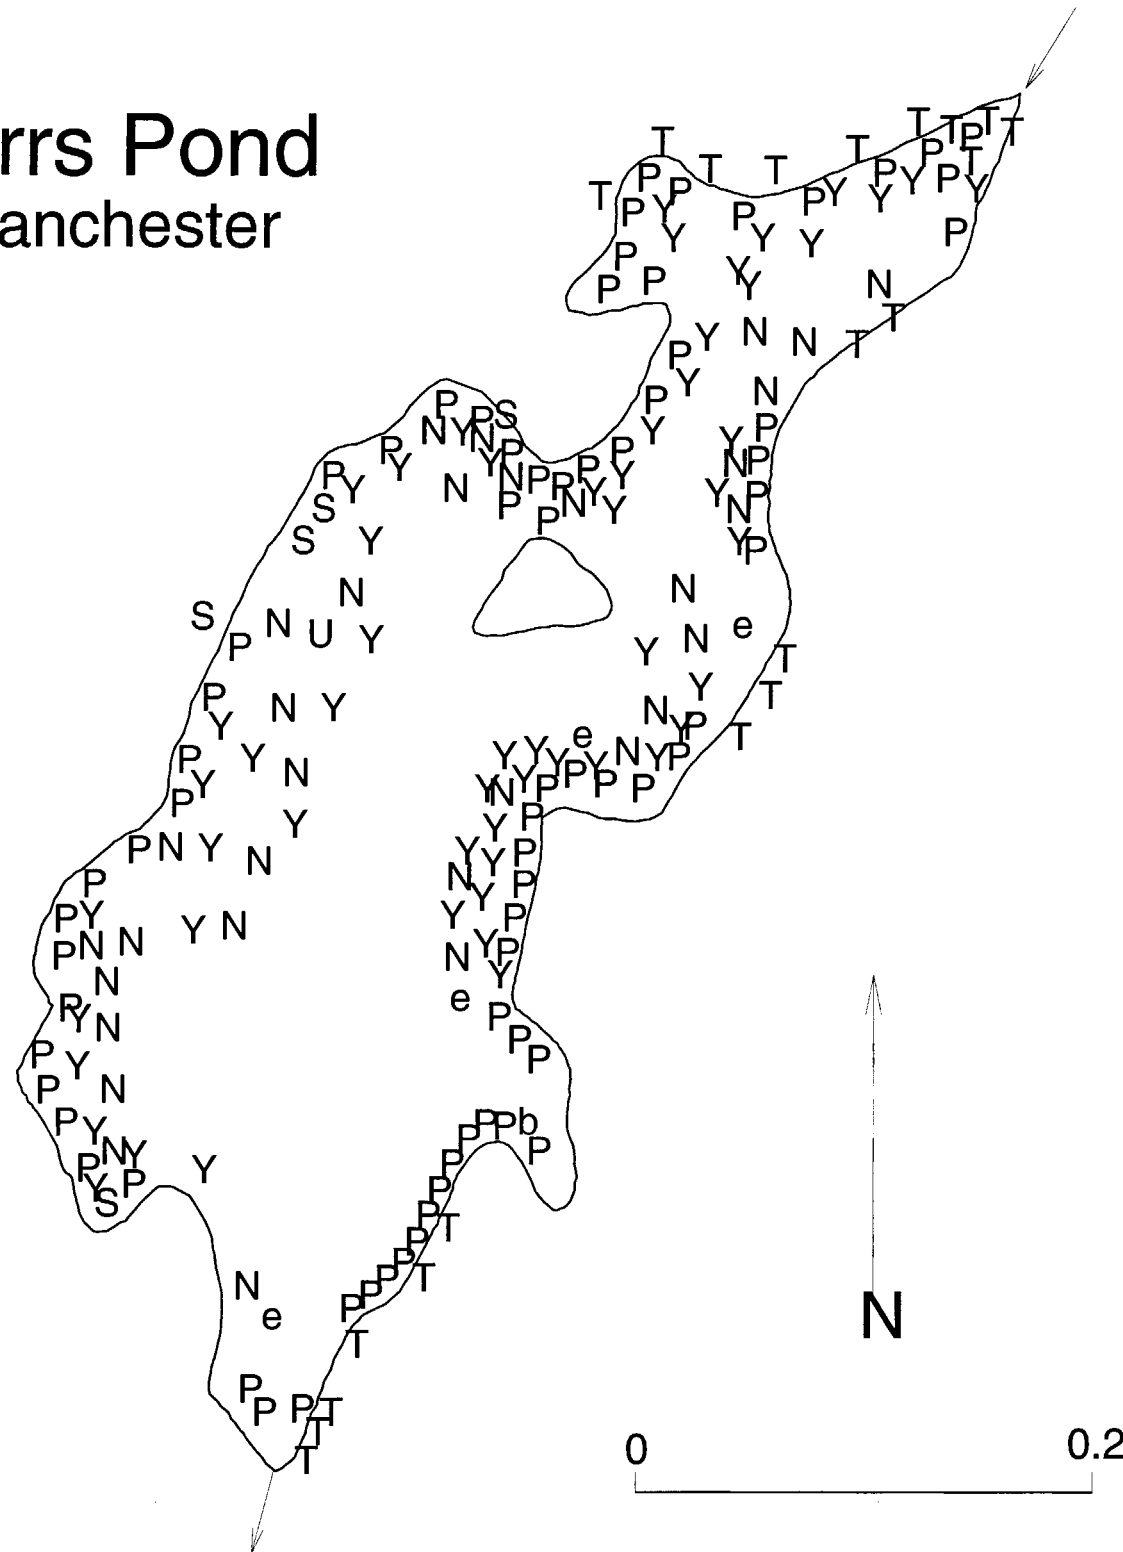 rrs Pond
anchester
T T T T P T T
T T T P P T
T P P P Y Y P Y
T P Y P P Y Y
P Y Y Y Y P
P P Y Y N
T
P Y N N T
Y N
P P S P Y P
N Y N P P Y N P
P Y Y N P P Y P P Y P
P Y N P P P N Y Y Y N P
S P
S Y Y P
N N
S P N U Y Y N e
T
P Y N Y Y N T
Y P T
P Y Y N Y Y Y e P P Y N Y P
Y P Y N Y P P
P
P N Y Y N Y Y P
P N Y P
P Y Y N Y P
P N N N Y P
N Y
P Y N e P
P Y P P
P N
P Y P P P b
P N Y Y P P
Y S P P
P T
P
P T
N e P P P
T
P P P T
T
T
N
0 0.2